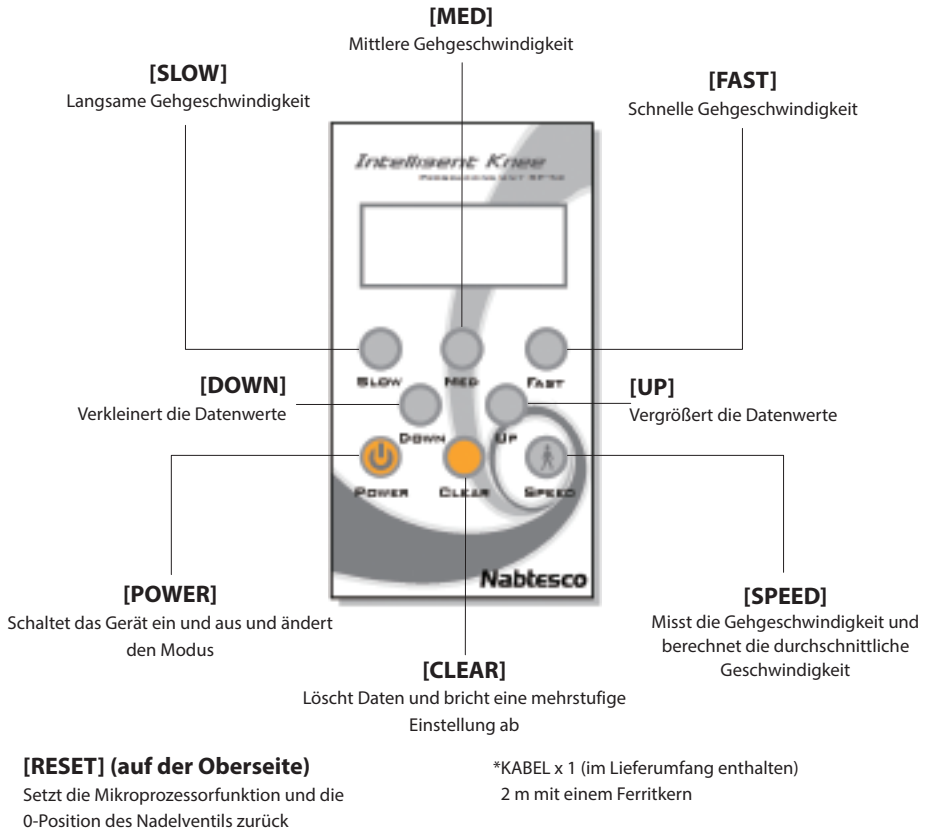 [MED]
Mittlere Gehgeschwindigkeit
[SLOW]
Langsame Gehgeschwindigkeit
[FAST]
Schnelle Gehgeschwindigkeit
Intelligent Knee
SLOW
MED
FAST
[DOWN]
Verkleinert die Datenwerte
[UP]
Vergrößert die Datenwerte
DOWN
UP
POWER
CLEAR
SPEED
Nabtesco
[POWER]
Schaltet das Gerät ein und aus und ändert
den Modus
[SPEED]
Misst die Gehgeschwindigkeit und
berechnet die durchschnittliche
Geschwindigkeit
[CLEAR]
Löscht Daten und bricht eine mehrstufige
Einstellung ab
[RESET] (auf der Oberseite)
Setzt die Mikroprozessorfunktion und die
0-Position des Nadelventils zurück
*KABEL x 1 (im Lieferumfang enthalten)
2 m mit einem Ferritkern